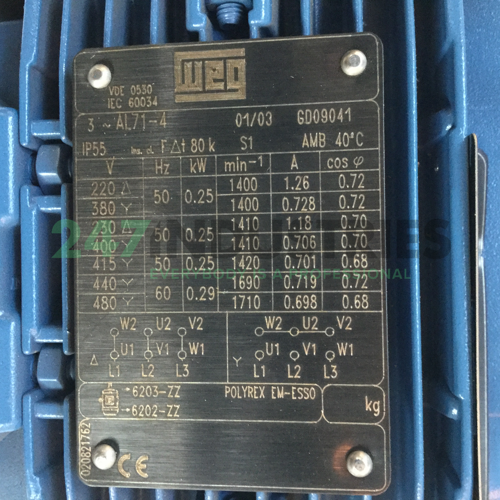 WEG
VDE 0530
IEC 60034
3 ~ AL71-4 01/03 GD09041
IP55 Ins. cl. F Δt 80 k S1 AMB 40°C
V Hz kW min⁻¹ A cos φ
220 △ 50 0.25 1400 1.26 0.72
380 Y 1400 0.728 0.72
230 △ 50 0.25 1410 1.18 0.70
400 Y 1410 0.706 0.70
415 Y 50 0.25 1420 0.701 0.68
440 Y 60 0.29 1690 0.719 0.72
480 Y 1710 0.698 0.68
247
W2 U2 V2 W2 U2 V2
△ U1 V1 W1 Y U1 V1 W1
L1 L2 L3 L1 L2 L3
→6203-ZZ POLYREX EM-ESSO
→6202-ZZ kg
020821762
CE